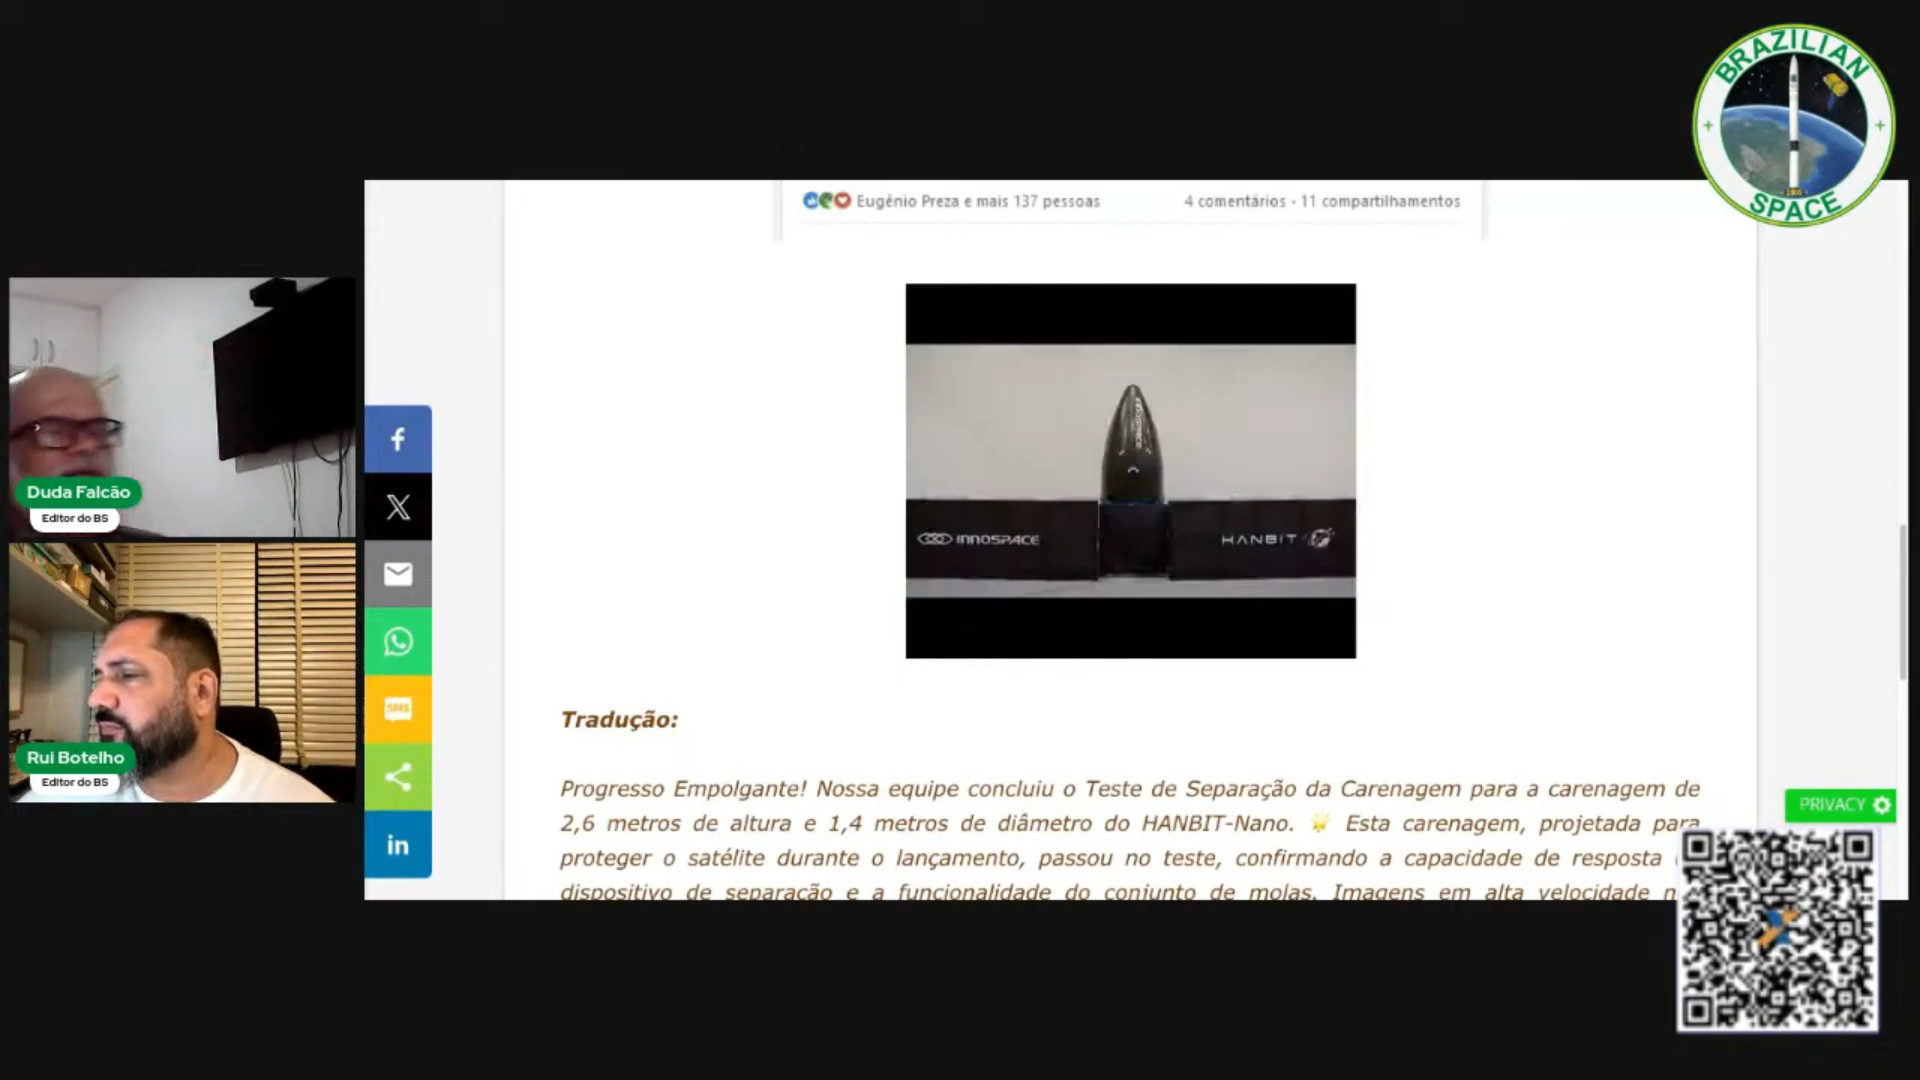 BRAZILIAN
SPACE
Eugênio Preza e mais 137 pessoas
4 comentários · 11 compartilhamentos
INNOSPACE
HANBIT
Duda Falcão
Editor do BS
Rui Botelho
Editor do BS
f
X
SMS
in
Tradução:
Progresso Empolgante! Nossa equipe concluiu o Teste de Separação da Carenagem para a carenagem de
2,6 metros de altura e 1,4 metros de diâmetro do HANBIT-Nano. 🌟 Esta carenagem, projetada para
proteger o satélite durante o lançamento, passou no teste, confirmando a capacidade de resposta
dispositivo de separação e a funcionalidade do conjunto de molas. Imagens em alta velocidade
PRIVACY